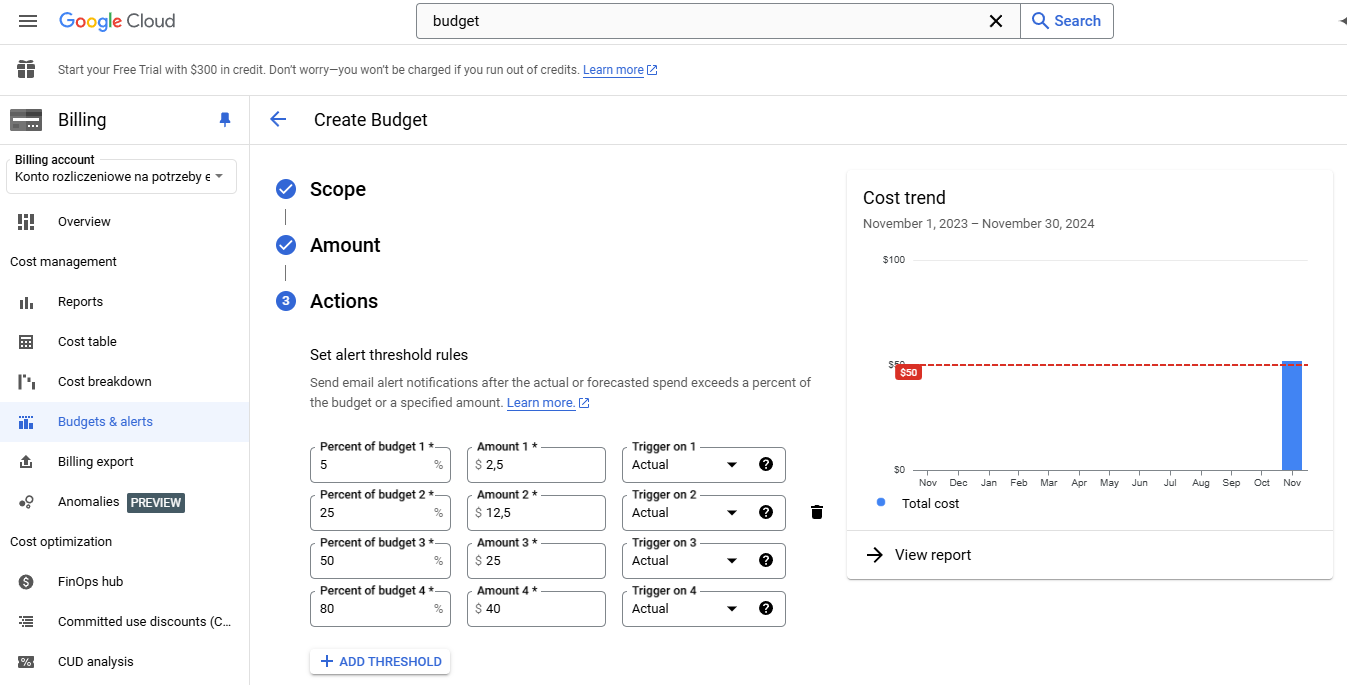 Google Cloud
budget
Search
Start your Free Trial with $300 in credit. Don't worry—you won't be charged if you run out of credits. Learn more
Billing
Create Budget
Billing account
Konto rozliczeniowe na potrzeby e
Overview
Cost management
Reports
Cost table
Cost breakdown
Budgets & alerts
Billing export
Anomalies PREVIEW
Cost optimization
FinOps hub
Committed use discounts (C...
CUD analysis
Scope
Amount
3 Actions
Set alert threshold rules
Send email alert notifications after the actual or forecasted spend exceeds a percent of
the budget or a specified amount. Learn more.
Percent of budget 1 * Amount 1 * Trigger on 1
5 % $ 2,5 Actual
Percent of budget 2 * Amount 2 * Trigger on 2
25 % $ 12,5 Actual
Percent of budget 3 * Amount 3 * Trigger on 3
50 % $ 25 Actual
Percent of budget 4 * Amount 4 * Trigger on 4
80 % $ 40 Actual
ADD THRESHOLD
Cost trend
November 1, 2023 – November 30, 2024
$100
$50
$50
$0
Nov Dec Jan Feb Mar Apr May Jun Jul Aug Sep Oct Nov
Total cost
View report